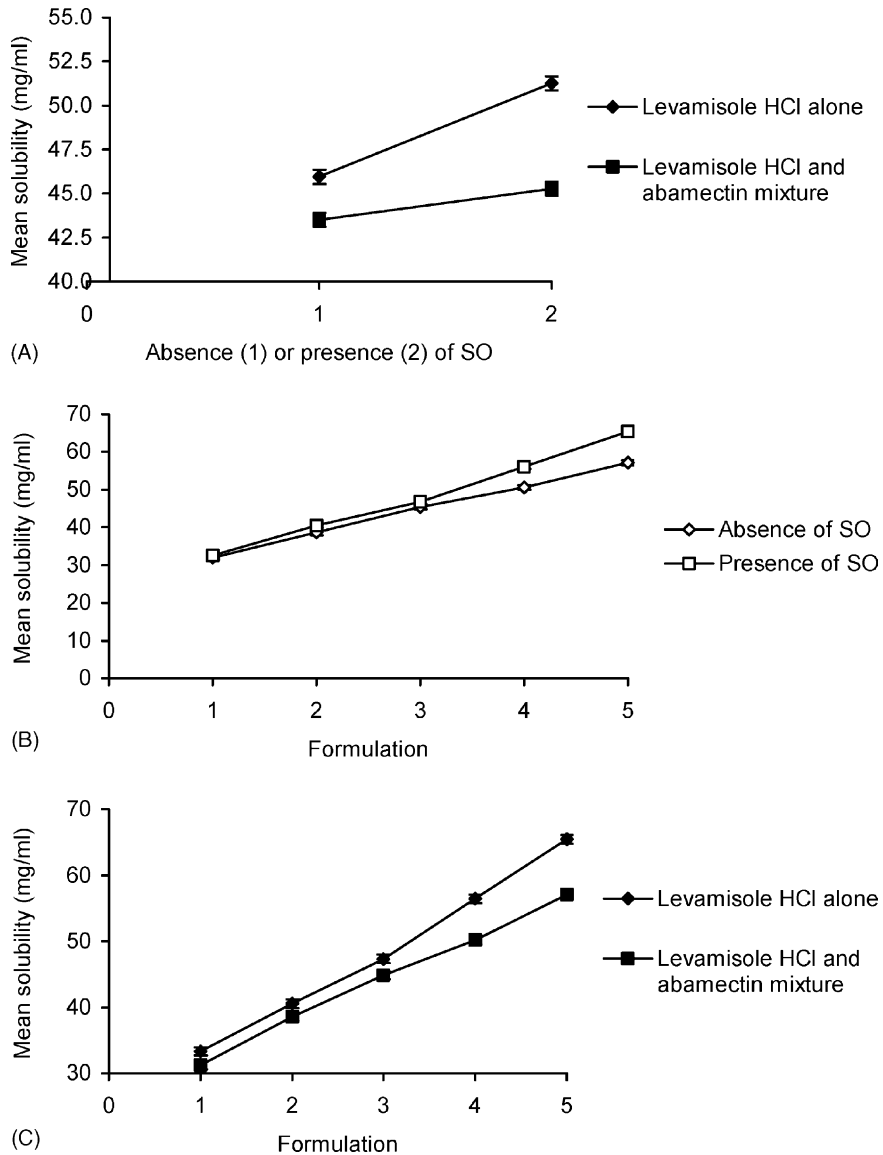 55.0
52.5
50.0
47.5
45.0
42.5
40.0
Mean solubility (mg/ml)
0
1
2
Levamisole HCl alone
Levamisole HCl and
abamectin mixture
(A)
Absence (1) or presence (2) of SO
70
60
50
40
30
20
10
0
Mean solubility (mg/ml)
0
1
2
3
4
5
Absence of SO
Presence of SO
(B)
Formulation
70
60
50
40
30
Mean solubility (mg/ml)
0
1
2
3
4
5
Levamisole HCl alone
Levamisole HCl and
abamectin mixture
(C)
Formulation